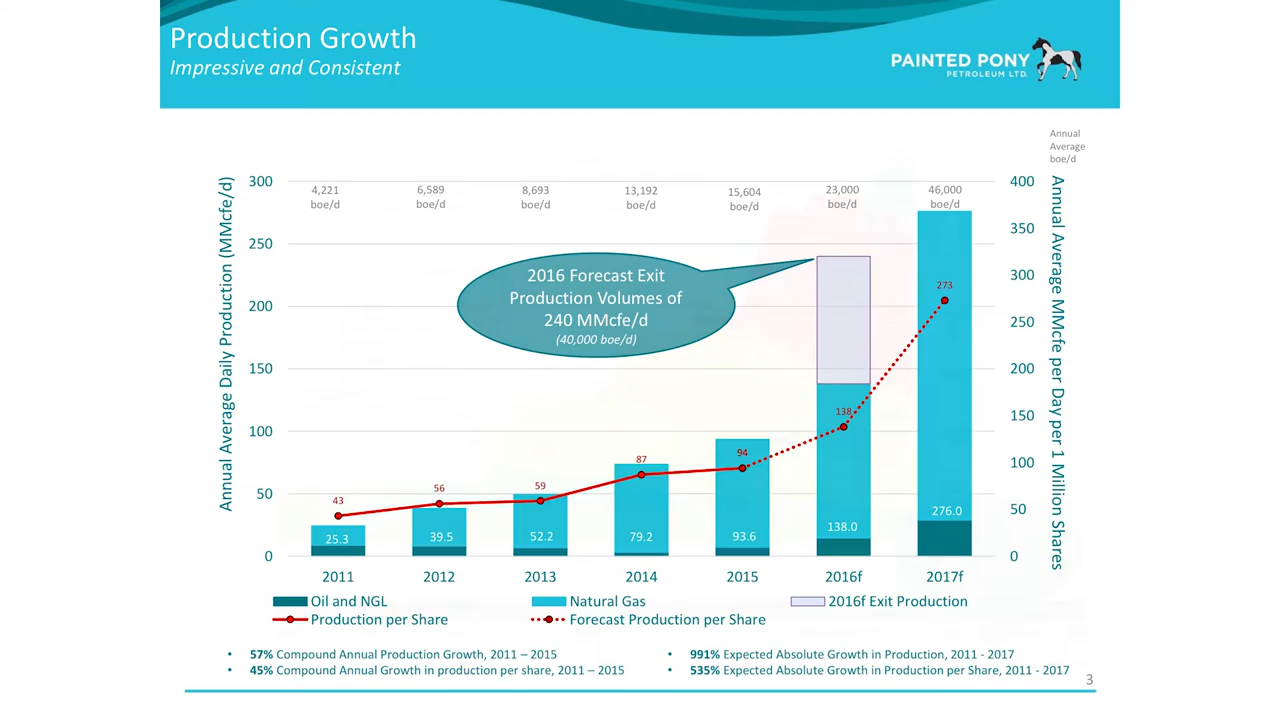 Production Growth
Impressive and Consistent
PAINTED PONY
PETROLEUM LTD.
Annual
Average
boe/d
Annual Average Daily Production (MMcfe/d)
300
250
200
150
100
50
0
4,221
boe/d
6,589
boe/d
8,693
boe/d
13,192
boe/d
15,604
boe/d
23,000
boe/d
46,000
boe/d
2016 Forecast Exit
Production Volumes of
240 MMcfe/d
(40,000 boe/d)
43
56
59
87
94
138
273
25.3
39.5
52.2
79.2
93.6
138.0
276.0
400
350
300
250
200
150
100
50
0
Annual Average MMcfe per Day per 1 Million Shares
2011
2012
2013
2014
2015
2016f
2017f
Oil and NGL
Natural Gas
2016f Exit Production
Production per Share
Forecast Production per Share
• 57% Compound Annual Production Growth, 2011 – 2015
• 45% Compound Annual Growth in production per share, 2011 – 2015
• 991% Expected Absolute Growth in Production, 2011 - 2017
• 535% Expected Absolute Growth in Production per Share, 2011 - 2017
3